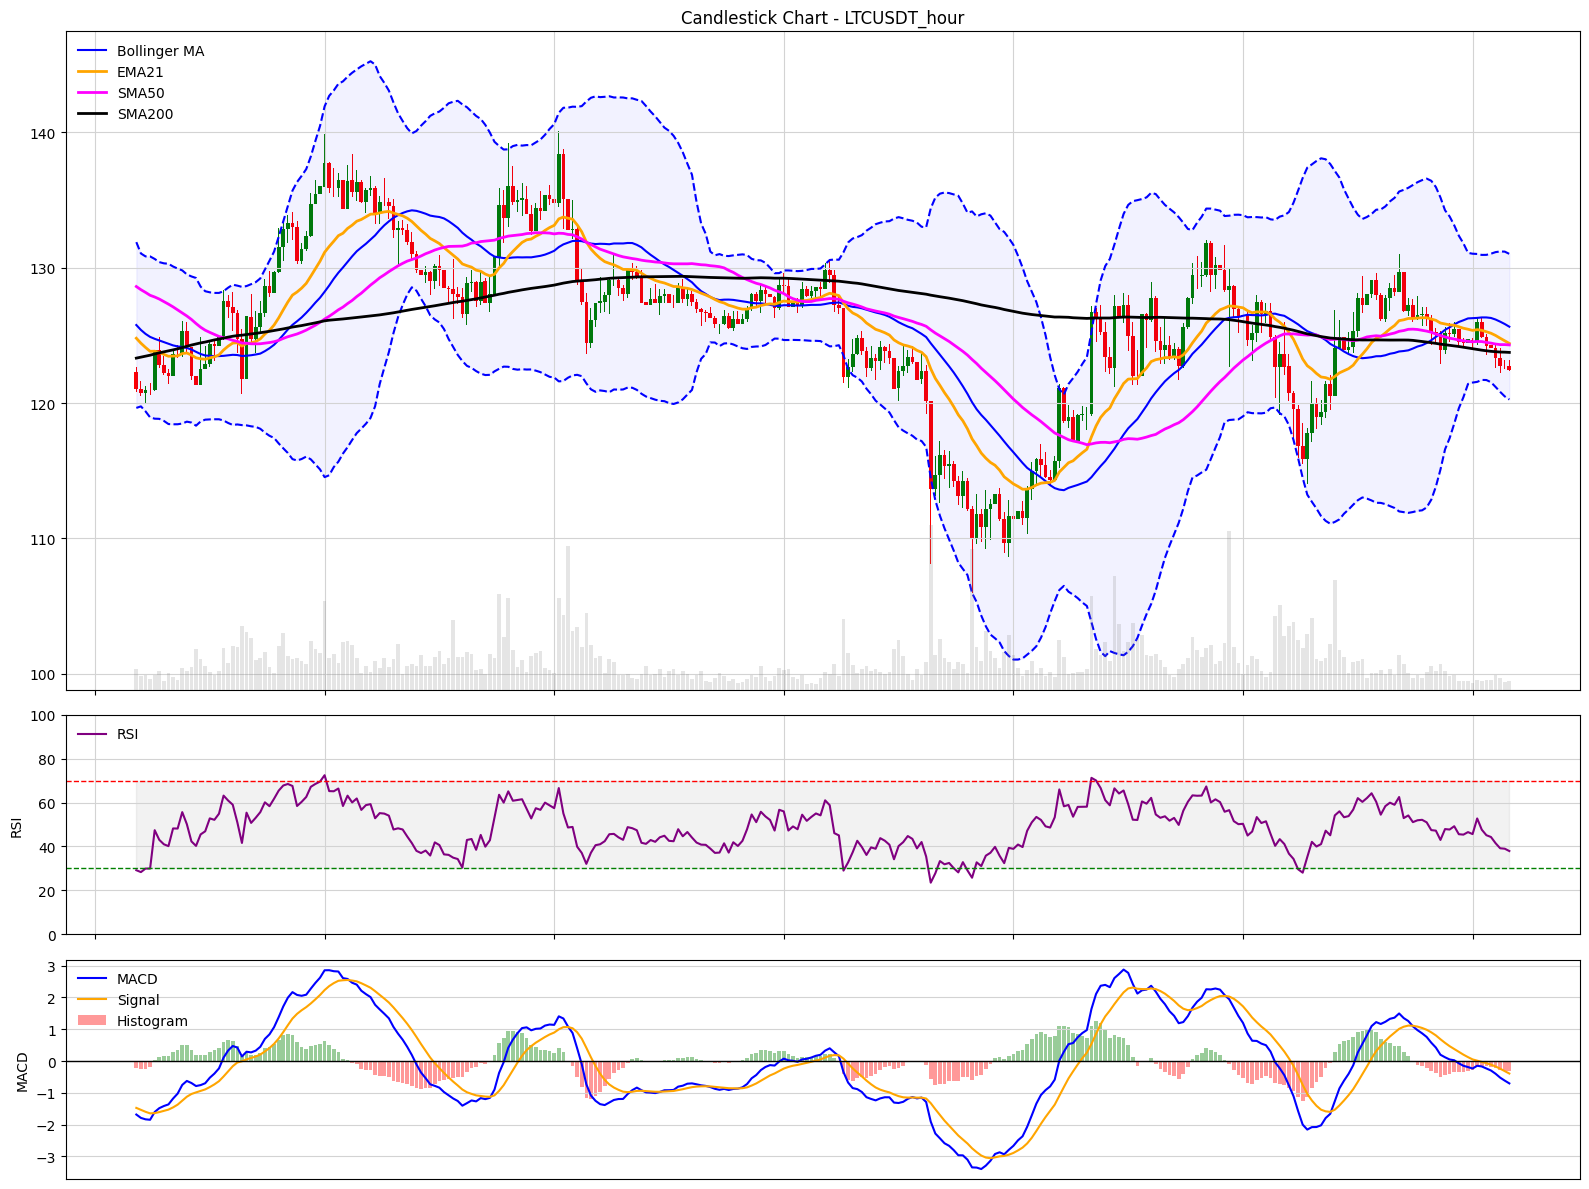 Candlestick Chart - LTCUSDT_hour
Bollinger MA
EMA21
SMA50
SMA200
140
130
120
110
100
RSI
100
80
60
40
20
0
RSI
MACD
Signal
Histogram
3
2
1
0
−1
−2
−3
MACD